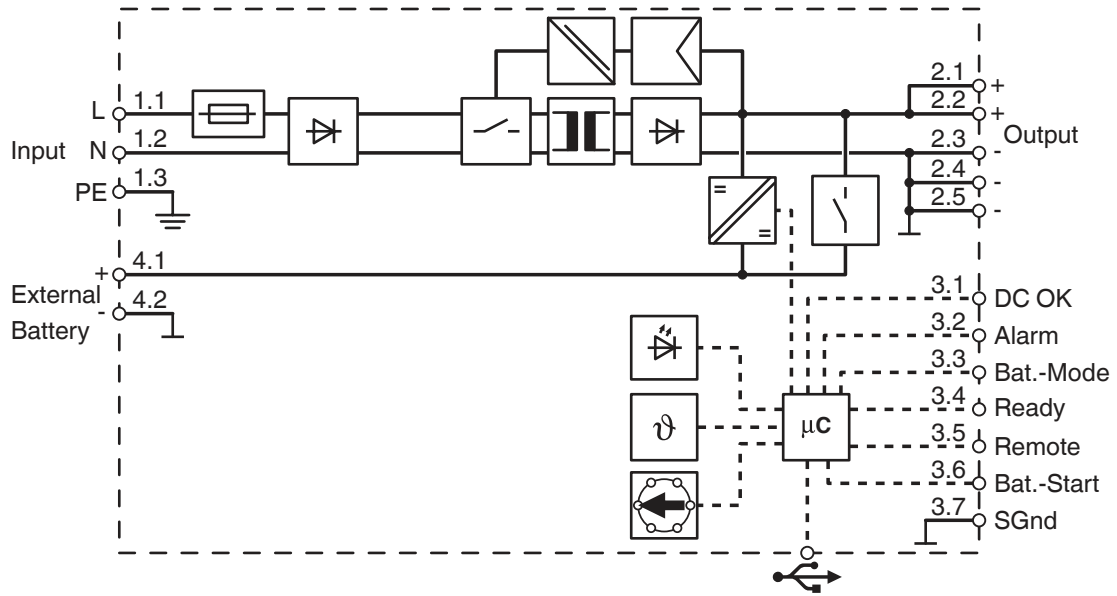 L 1.1
Input N 1.2
PE 1.3
+ 4.1
External
Battery
- 4.2
2.1 +
2.2 +
Output
2.3 -
2.4 -
2.5 -
= =
3.1 DC OK
3.2 Alarm
3.3 Bat.-Mode
3.4 Ready
3.5 Remote
3.6 Bat.-Start
3.7 SGnd
ϑ
µC